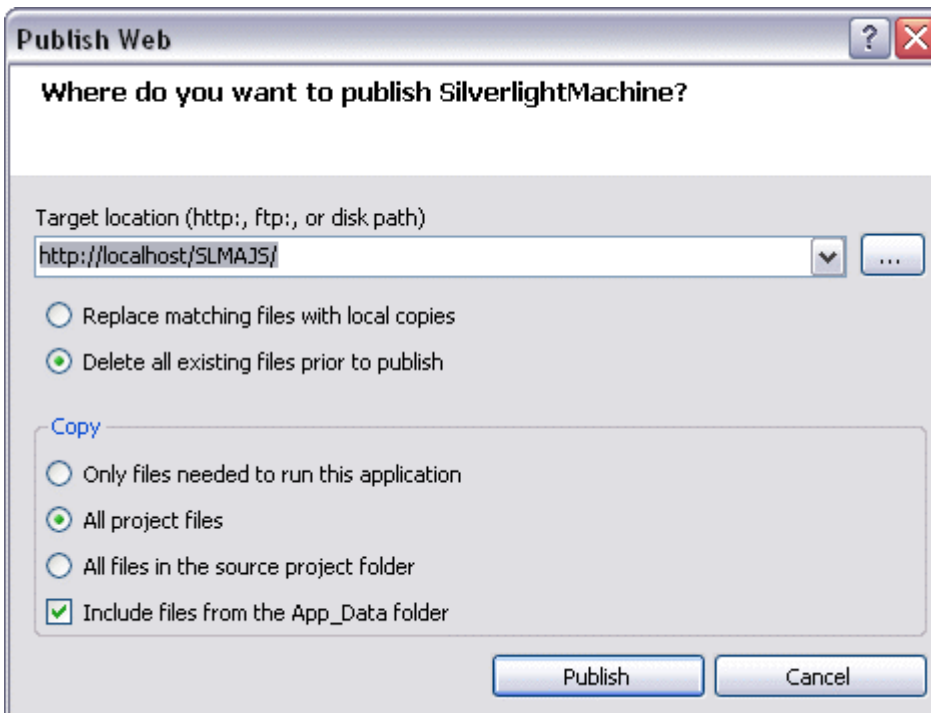 Publish Web
Where do you want to publish SilverlightMachine?
Target location (http:, ftp:, or disk path)
http://localhost/SLMAJS/
...
Replace matching files with local copies
Delete all existing files prior to publish
Copy
Only files needed to run this application
All project files
All files in the source project folder
Include files from the App_Data folder
Publish
Cancel